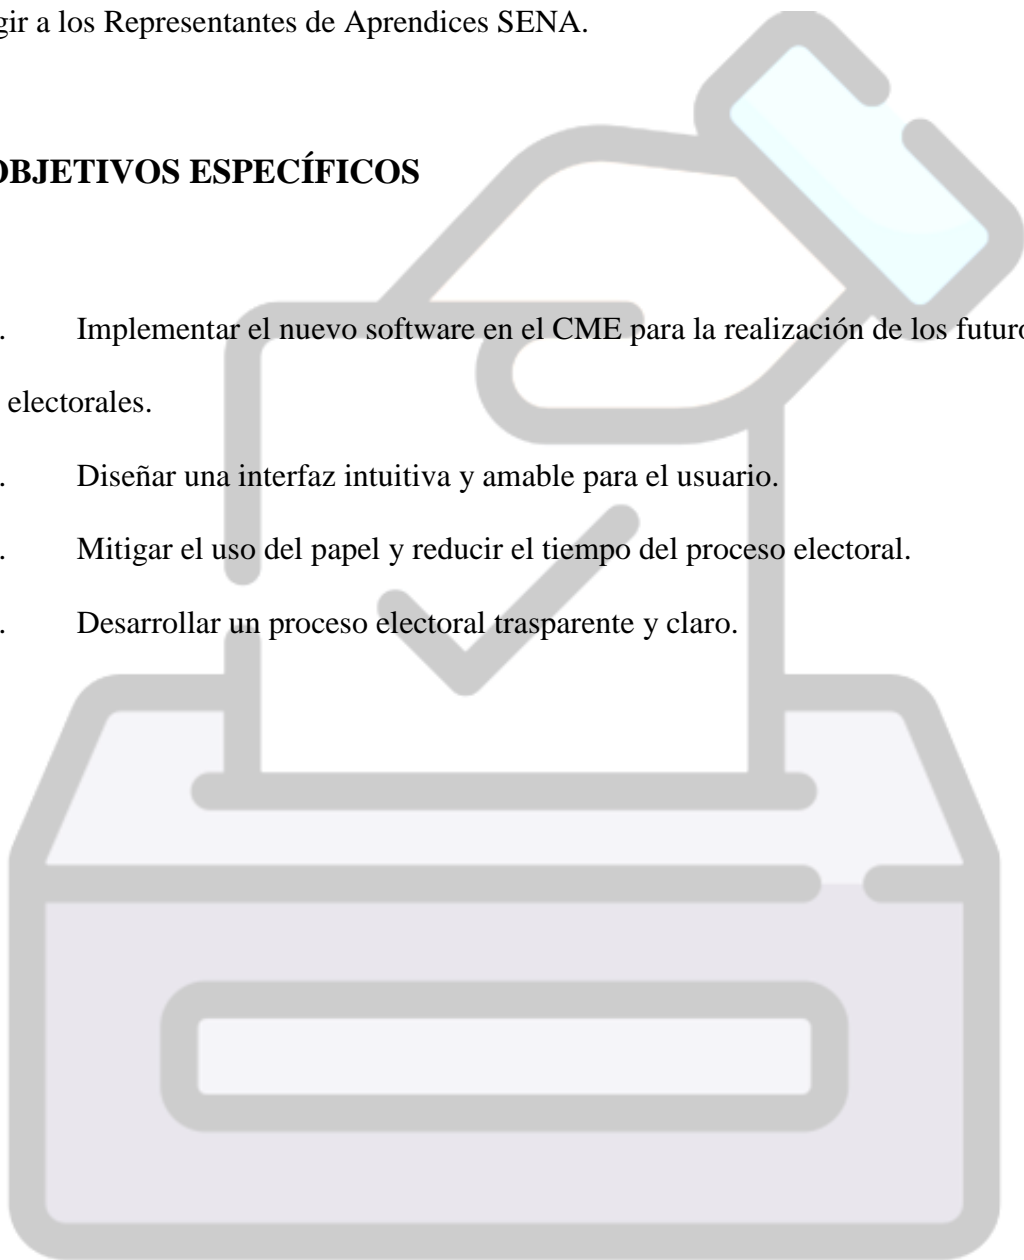 gir a los Representantes de Aprendices SENA.
OBJETIVOS ESPECÍFICOS
. Implementar el nuevo software en el CME para la realización de los futuro
electorales.
. Diseñar una interfaz intuitiva y amable para el usuario.
. Mitigar el uso del papel y reducir el tiempo del proceso electoral.
. Desarrollar un proceso electoral trasparente y claro.